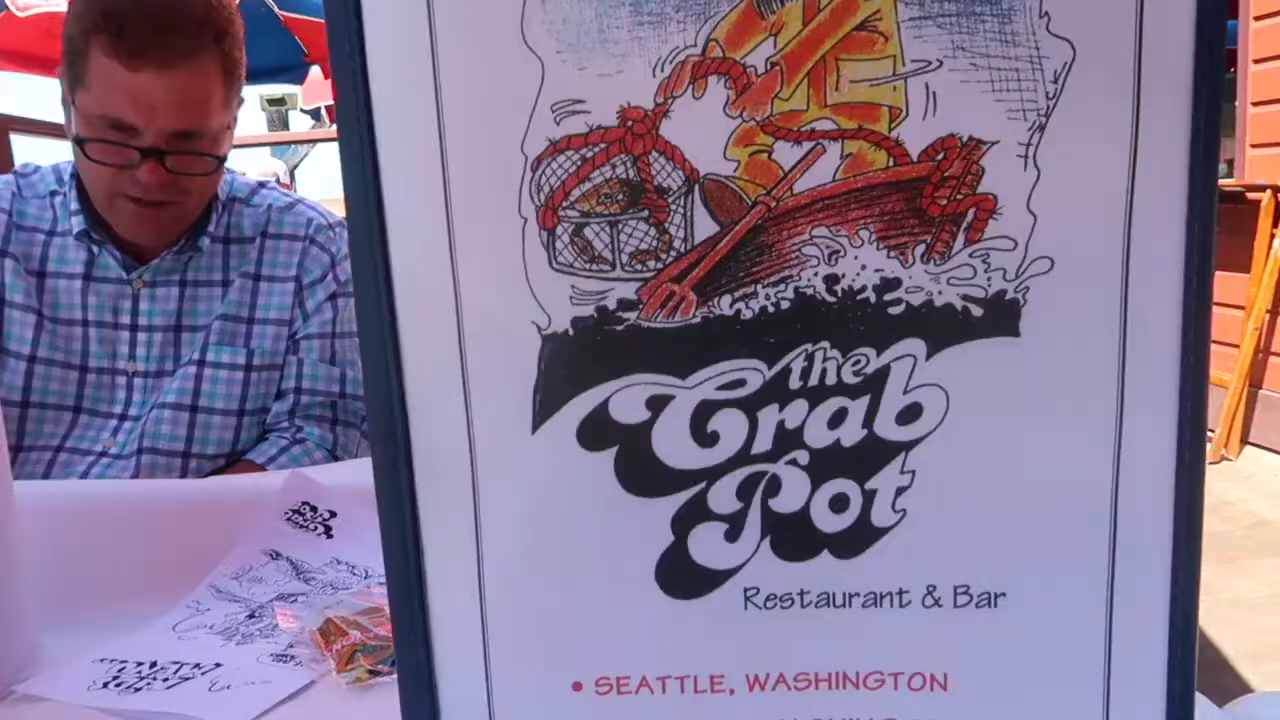 the
Crab
Pot
Restaurant & Bar
• SEATTLE, WASHINGTON